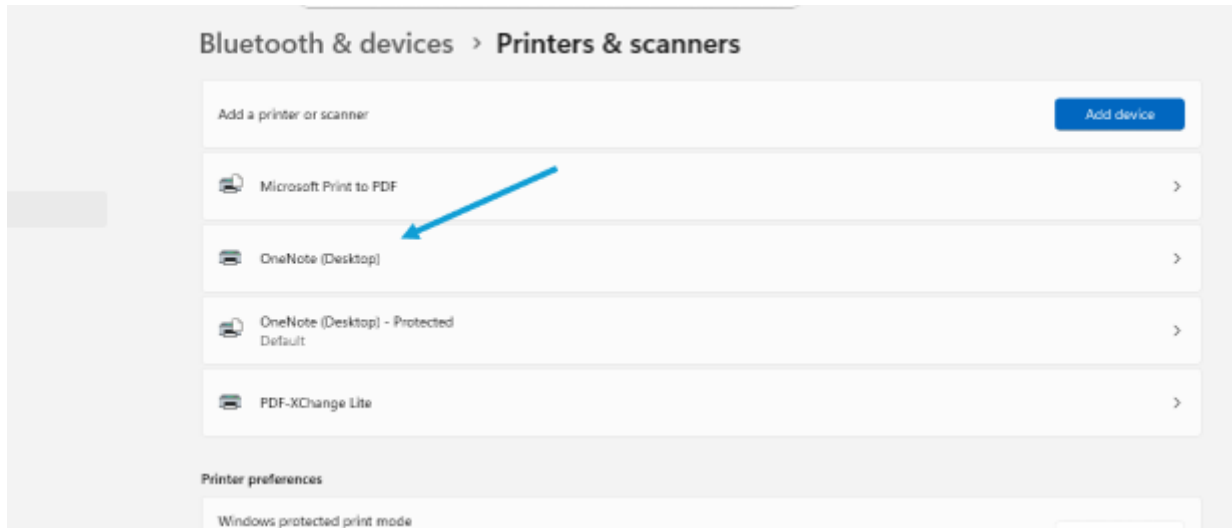 Bluetooth & devices > Printers & scanners
Add a printer or scanner
Add device
Microsoft Print to PDF
OneNote (Desktop)
OneNote (Desktop) - Protected
Default
PDF-XChange Lite
Printer preferences
Windows protected print mode